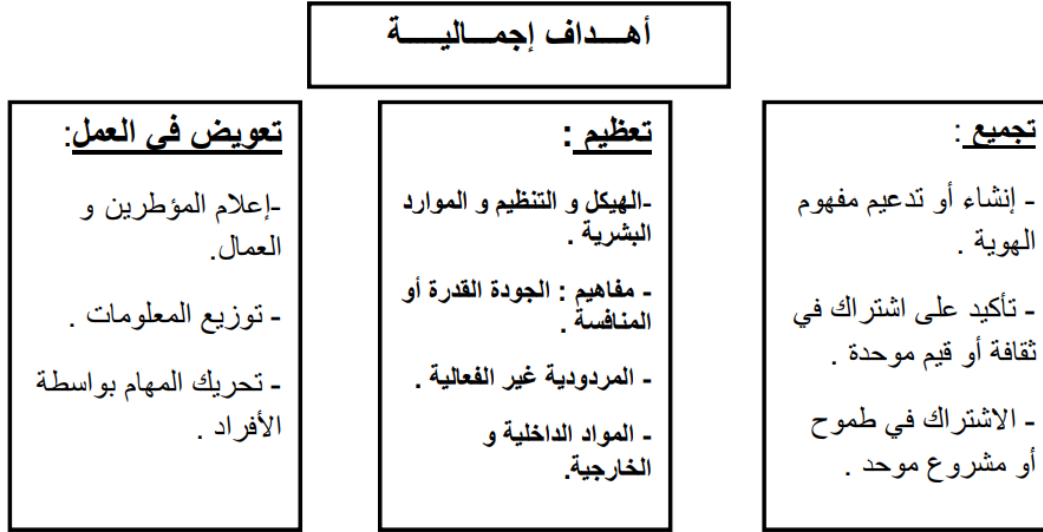 أهـــداف إجمـــاليــــة
تجميع :
- إنشاء أو تدعيم مفهوم
الهوية .
- تأكيد على اشتراك في
ثقافة أو قيم موحدة .
- الاشتراك في طموح
أو مشروع موحد .
تعظيم :
-الهيكل و التنظيم و الموارد
البشرية .
- مفاهيم : الجودة القدرة أو
المنافسة .
- المردودية غير الفعالية .
- المواد الداخلية و
الخارجية.
تعويض في العمل:
-إعلام المؤطرين و
العمال.
- توزيع المعلومات .
- تحريك المهام بواسطة
الأفراد .